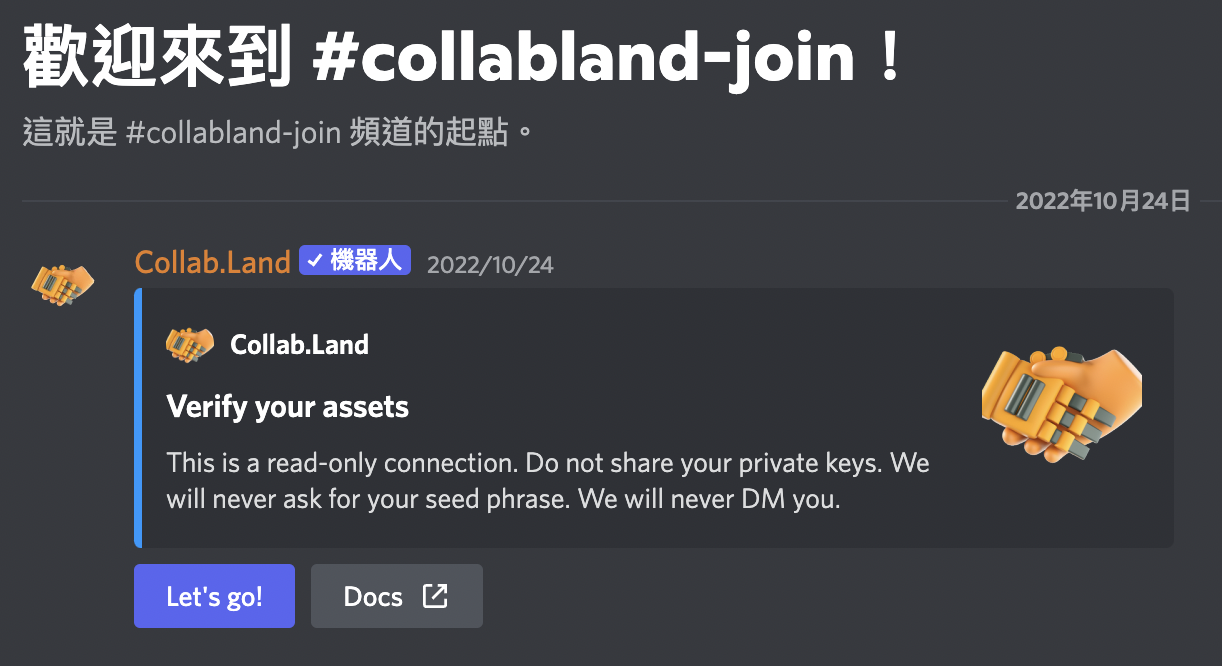 歡迎來到 #collabland-join！
這就是 #collabland-join 頻道的起點。
2022年10月24日
Collab.Land ✓ 機器人 2022/10/24
Collab.Land
Verify your assets
This is a read-only connection. Do not share your private keys. We
will never ask for your seed phrase. We will never DM you.
Let's go! Docs